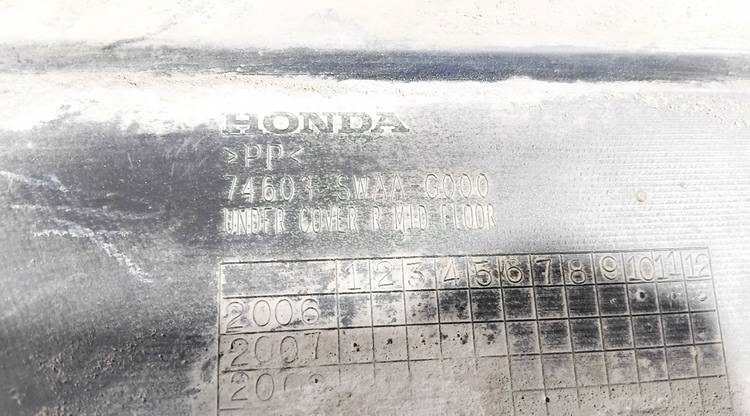 HONDA
>PP<
74603 SWAA G000
UNDER COVER R MID FLOOR
1 2 3 4 5 6 7 8 9 10 11 12
2006
2007